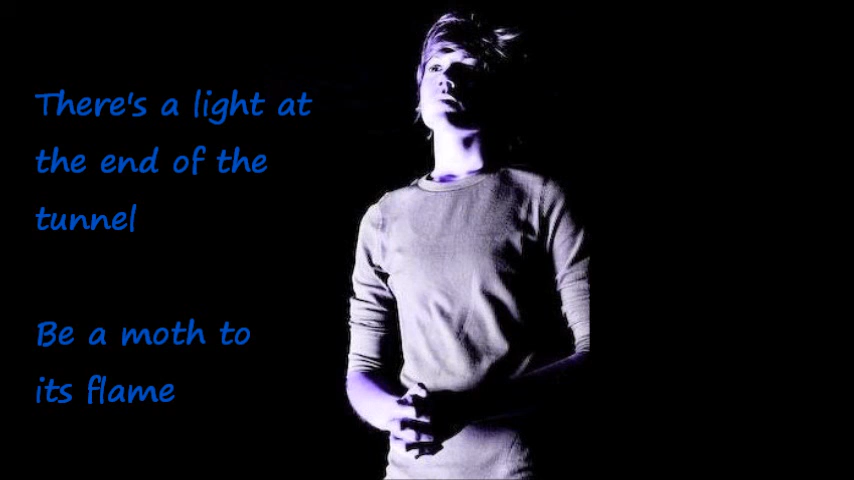 There's a light at
the end of the
tunnel
Be a moth to
its flame